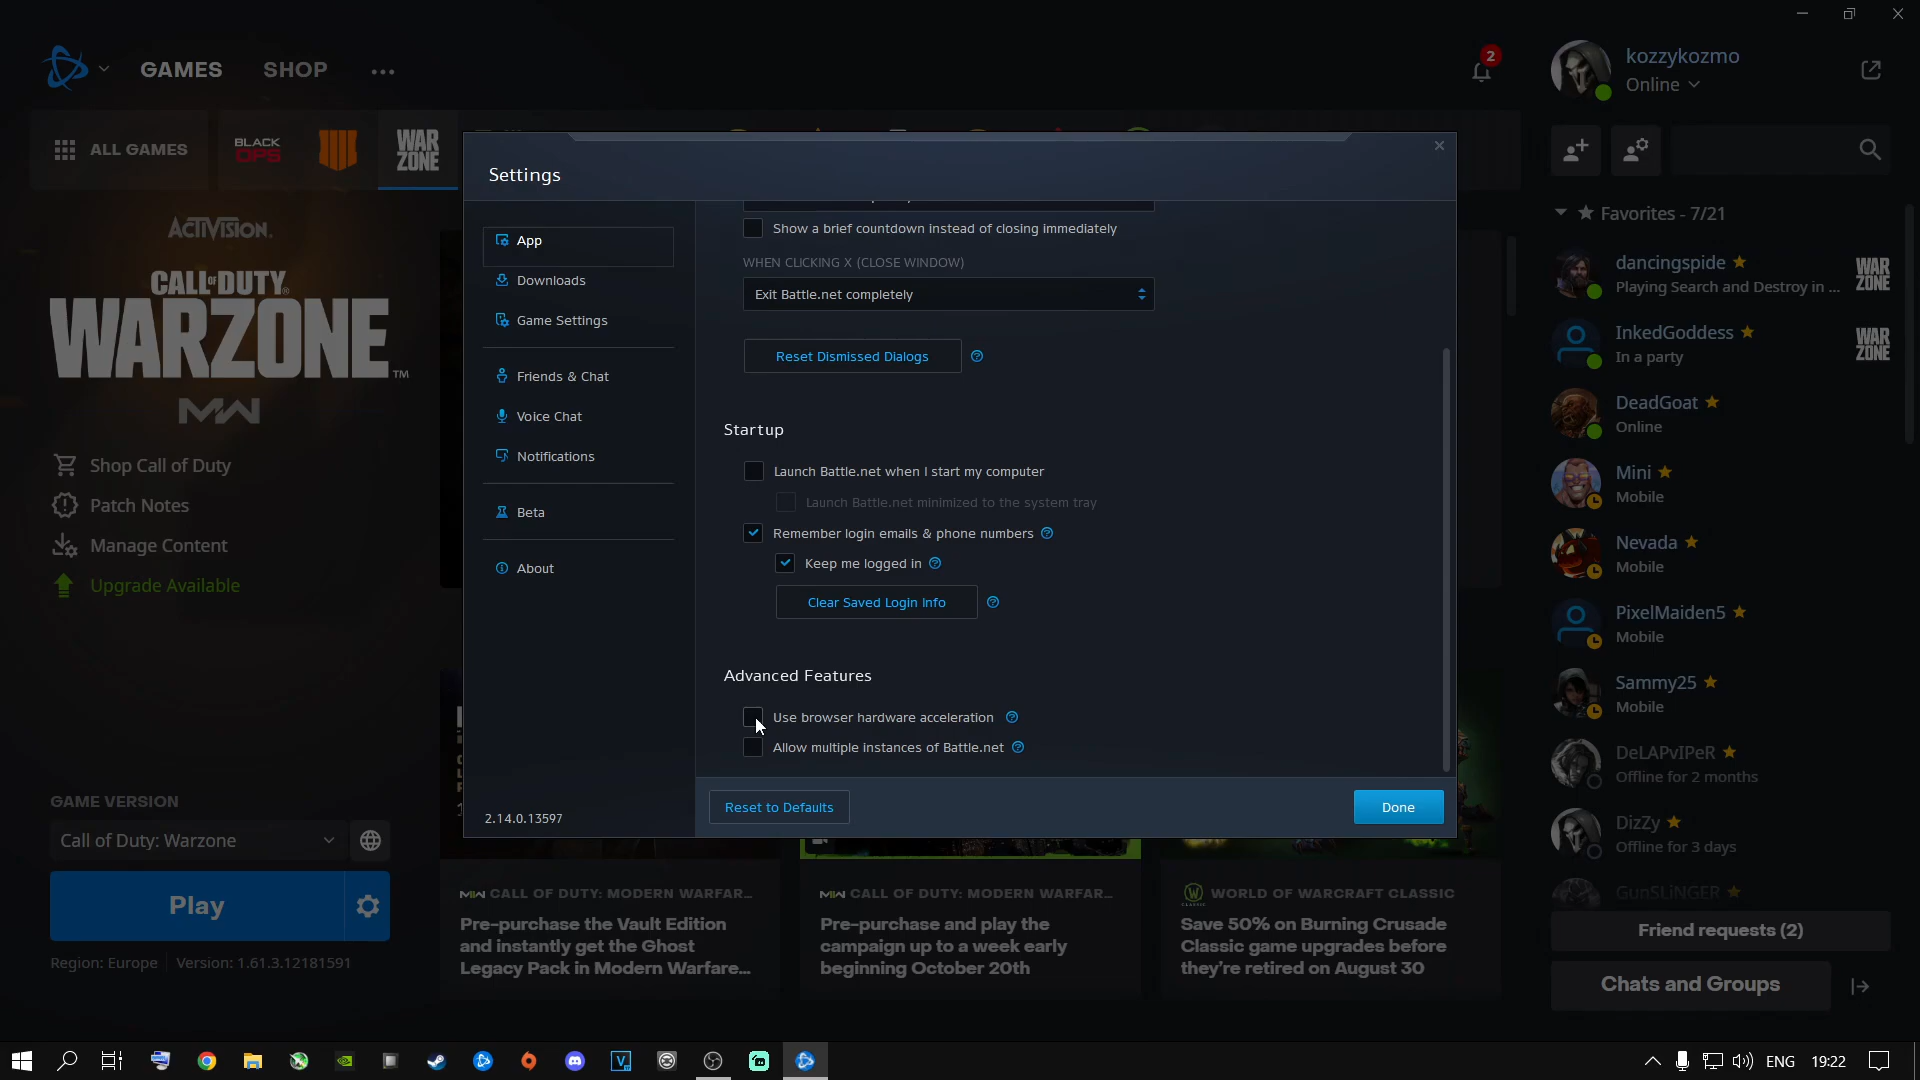 GAMES
SHOP
2
kozzykozmo
Online
ALL GAMES
BLACK
OPS
WAR
ZONE
Settings
ACTIVISION.
CALL OF DUTY®
WARZONE™
MW
Shop Call of Duty
Patch Notes
Manage Content
Upgrade Available
GAME VERSION
Call of Duty: Warzone
Play
Region: Europe
Version: 1.61.3.12181591
App
Downloads
Game Settings
Friends & Chat
Voice Chat
Notifications
Beta
About
2.14.0.13597
Show a brief countdown instead of closing immediately
WHEN CLICKING X (CLOSE WINDOW)
Exit Battle.net completely
Reset Dismissed Dialogs
Startup
Launch Battle.net when I start my computer
Launch Battle.net minimized to the system tray
Remember login emails & phone numbers
Keep me logged in
Clear Saved Login Info
Advanced Features
Use browser hardware acceleration
Allow multiple instances of Battle.net
Reset to Defaults
Done
MW CALL OF DUTY: MODERN WARFAR...
Pre-purchase the Vault Edition
and instantly get the Ghost
Legacy Pack in Modern Warfare...
MW CALL OF DUTY: MODERN WARFAR...
Pre-purchase and play the
campaign up to a week early
beginning October 20th
WORLD OF WARCRAFT CLASSIC
Save 50% on Burning Crusade
Classic game upgrades before
they're retired on August 30
Favorites - 7/21
dancingspide
Playing Search and Destroy in ...
WAR
ZONE
InkedGoddess
In a party
WAR
ZONE
DeadGoat
Online
Mini
Mobile
Nevada
Mobile
PixelMaiden5
Mobile
Sammy25
Mobile
DeLAPvIPeR
Offline for 2 months
DizZy
Offline for 3 days
GunSLiNGER
Friend requests (2)
Chats and Groups
ENG
19:22